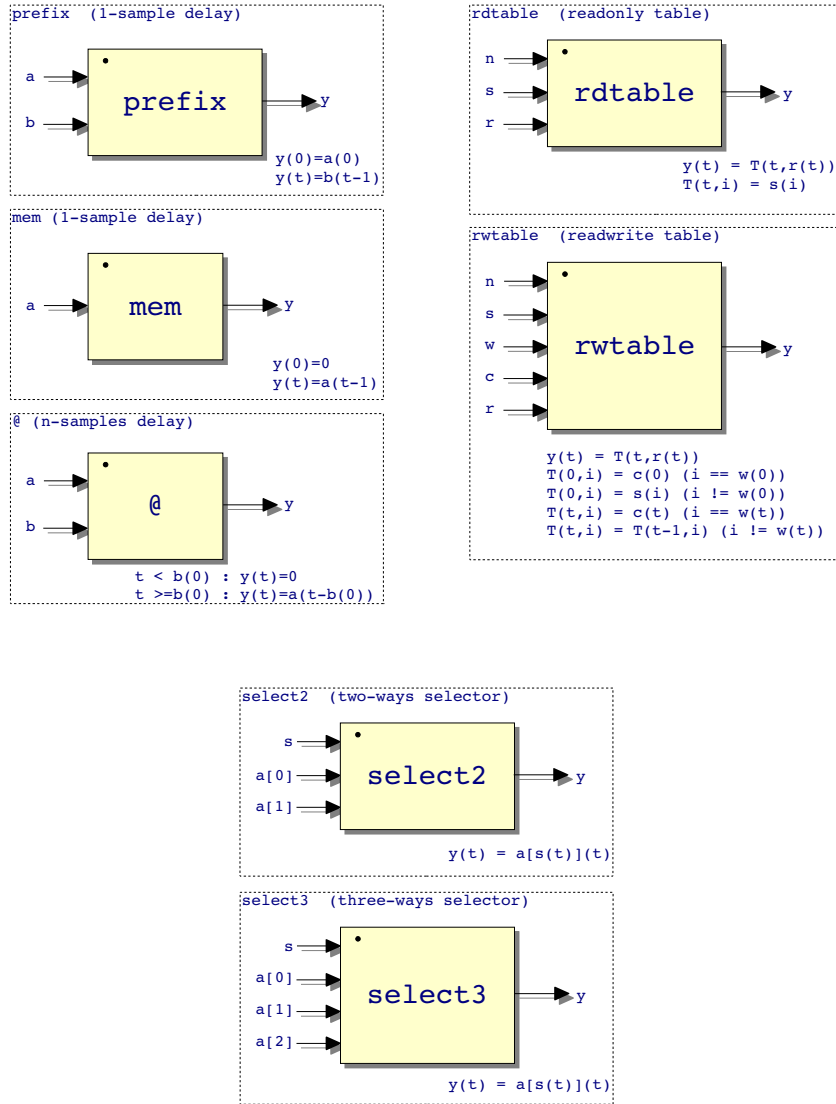 prefix  (1-sample delay)
a
b
prefix
y
y(0)=a(0)
y(t)=b(t-1)
mem (1-sample delay)
a
mem
y
y(0)=0
y(t)=a(t-1)
@ (n-samples delay)
a
b
@
y
t < b(0) : y(t)=0
t >=b(0) : y(t)=a(t-b(0))
rdtable  (readonly table)
n
s
r
rdtable
y
y(t) = T(t,r(t))
T(t,i) = s(i)
rwtable  (readwrite table)
n
s
w
c
r
rwtable
y
y(t) = T(t,r(t))
T(0,i) = c(0) (i == w(0))
T(0,i) = s(i) (i != w(0))
T(t,i) = c(t) (i == w(t))
T(t,i) = T(t-1,i) (i != w(t))
select2  (two-ways selector)
s
a[0]
a[1]
select2
y
y(t) = a[s(t)](t)
select3  (three-ways selector)
s
a[0]
a[1]
a[2]
select3
y
y(t) = a[s(t)](t)